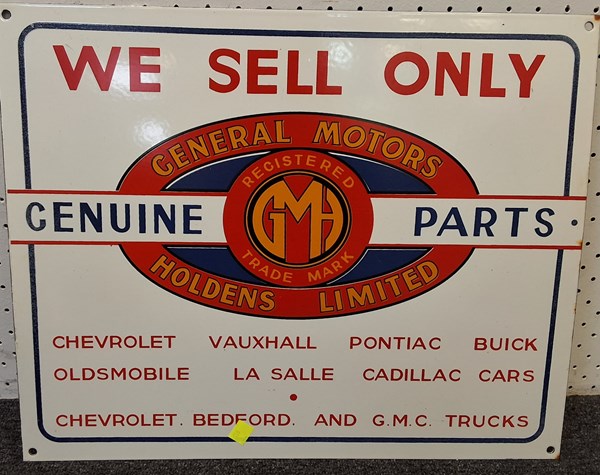 WE SELL ONLY
GENERAL MOTORS
REGISTERED
GENUINE GMH PARTS
TRADE MARK
HOLDENS LIMITED
CHEVROLET VAUXHALL PONTIAC BUICK
OLDSMOBILE LA SALLE CADILLAC CARS
CHEVROLET. BEDFORD. AND G.M.C. TRUCKS